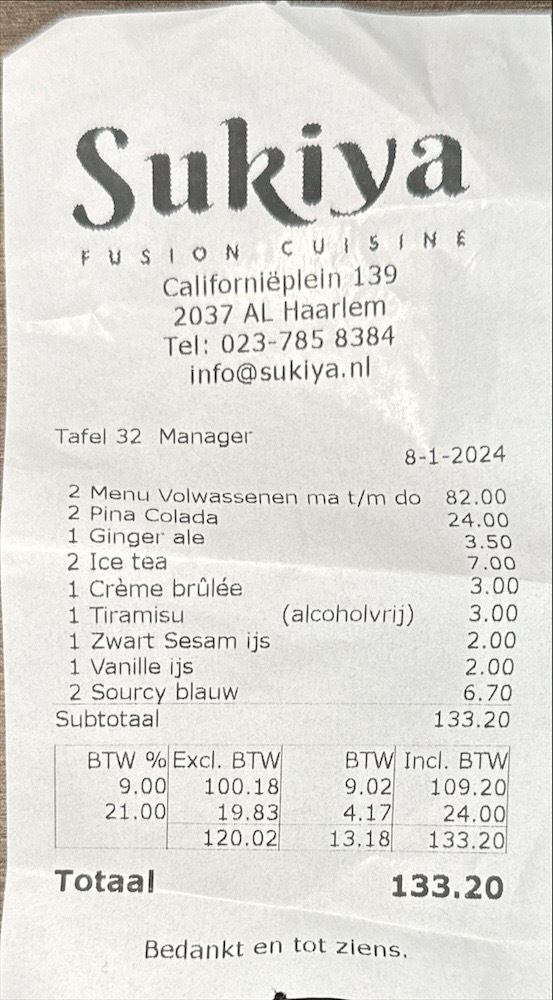 Sukiya
FUSION CUISINE
Californiëplein 139
2037 AL Haarlem
Tel: 023-785 8384
info@sukiya.nl
Tafel 32 Manager
8-1-2024
2 Menu Volwassenen ma t/m do 82.00
2 Pina Colada 24.00
1 Ginger ale 3.50
2 Ice tea 7.00
1 Crème brûlée 3.00
1 Tiramisu (alcoholvrij) 3.00
1 Zwart Sesam ijs 2.00
1 Vanille ijs 2.00
2 Sourcy blauw 6.70
Subtotaal 133.20
BTW % Excl. BTW BTW Incl. BTW
9.00 100.18 9.02 109.20
21.00 19.83 4.17 24.00
120.02 13.18 133.20
Totaal 133.20
Bedankt en tot ziens.